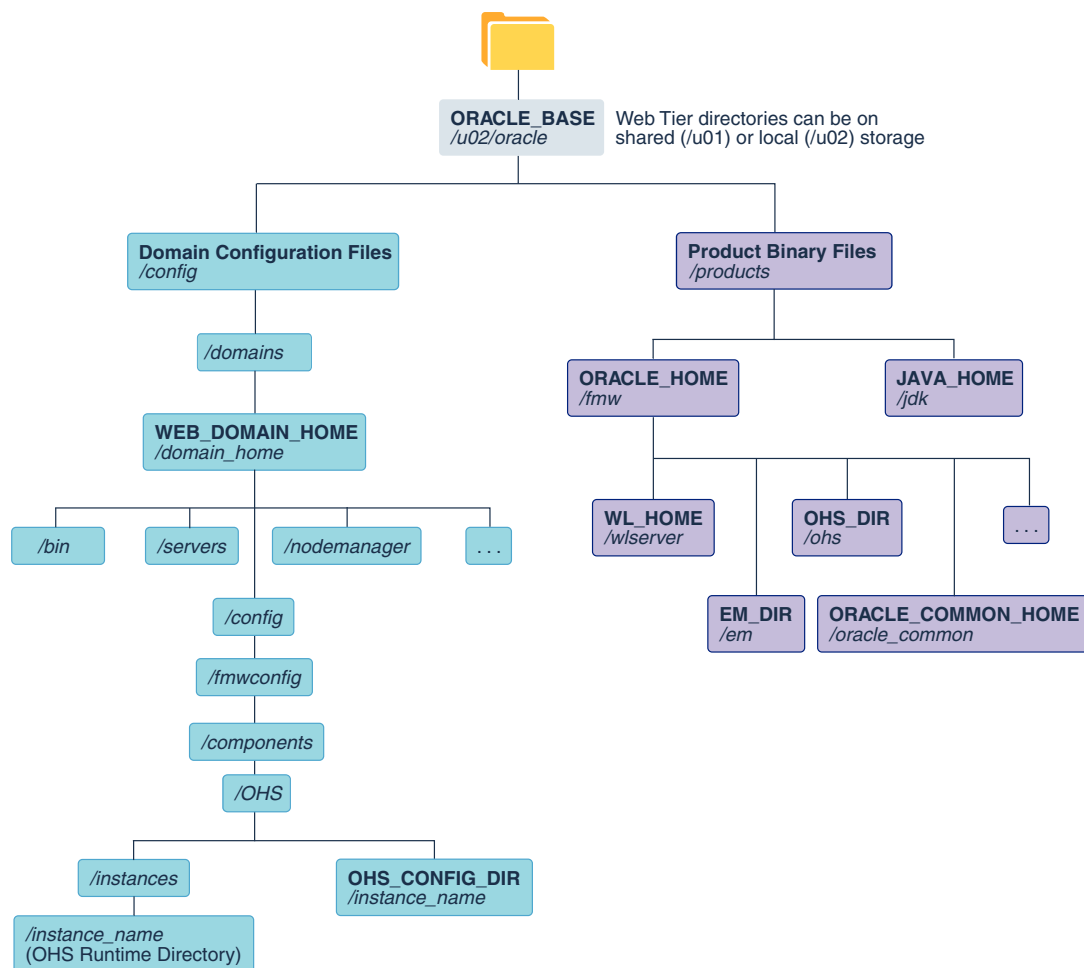 ORACLE_BASE
/u02/oracle
Web Tier directories can be on
shared (/u01) or local (/u02) storage
Domain Configuration Files
/config
Product Binary Files
/products
/domains
ORACLE_HOME
/fmw
JAVA_HOME
/jdk
WEB_DOMAIN_HOME
/domain_home
/bin
/servers
/nodemanager
...
WL_HOME
/wlserver
OHS_DIR
/ohs
...
/config
EM_DIR
/em
ORACLE_COMMON_HOME
/oracle_common
/fmwconfig
/components
/OHS
/instances
OHS_CONFIG_DIR
/instance_name
/instance_name
(OHS Runtime Directory)